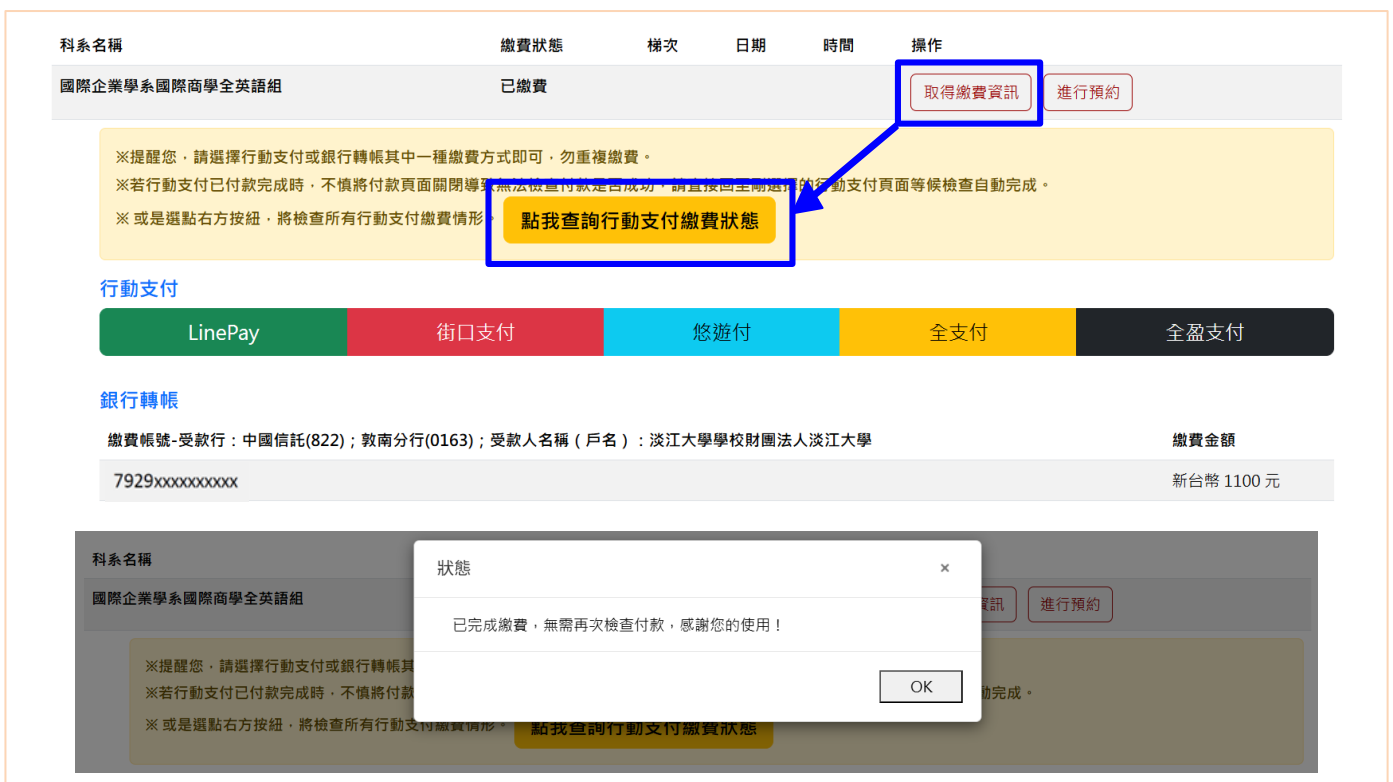 科系名稱 繳費狀態 梯次 日期 時間 操作
國際企業學系國際商學全英語組 已繳費 取得繳費資訊 進行預約
※提醒您，請選擇行動支付或銀行轉帳其中一種繳費方式即可，勿重複繳費。
※若行動支付已付款完成時，不慎將付款頁面關閉導致無法檢查付款是否成功，請直接回至剛選擇的行動支付頁面等候檢查自動完成。
※ 或是選點右方按紐，將檢查所有行動支付繳費情形。 點我查詢行動支付繳費狀態
行動支付
LinePay 街口支付 悠遊付 全支付 全盈支付
銀行轉帳
繳費帳號-受款行：中國信託(822)；敦南分行(0163)；受款人名稱（戶名）：淡江大學學校財團法人淡江大學 繳費金額
7929xxxxxxxxxx 新台幣 1100 元
科系名稱
狀態 ×
國際企業學系國際商學全英語組 資訊 進行預約
已完成繳費，無需再次檢查付款，感謝您的使用！
※提醒您，請選擇行動支付或銀行轉帳其
OK
※若行動支付已付款完成時，不慎將付款 動完成。
※ 或是選點右方按紐，將檢查所有行動支付繳費情形。 點我查詢行動支付繳費狀態